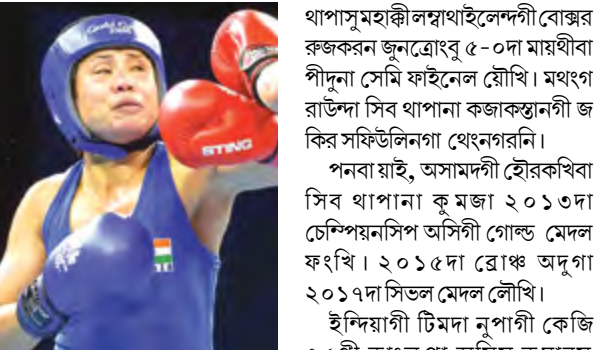 STING
থাপাসু মহাক্কী লম্বা থাইলেন্দগী বোক্সর
রুজকরন জুনত্রোংবু ৫-০দা মায়থীবা
পীদুনা সেমি ফাইনেল য়ৌখি। মথংগ
রাউন্দা সিব থাপানা কজাকস্তানগী জ
কির সফিউলিনগা থেংনগরনি।
পনবা য়াই, অসামদগী হৌরকখিবা
সিব থাপানা কুমজা ২০১৩দা
চেম্পিয়নসিপ অসিগী গোল্ড মেদল
ফংখি। ২০১৫দা ব্রোঞ্চ অদুগা
২০১৭দা সিভল মেদল লৌখি।
ইন্দিয়াগী টিমদা নুপাগী কেজি